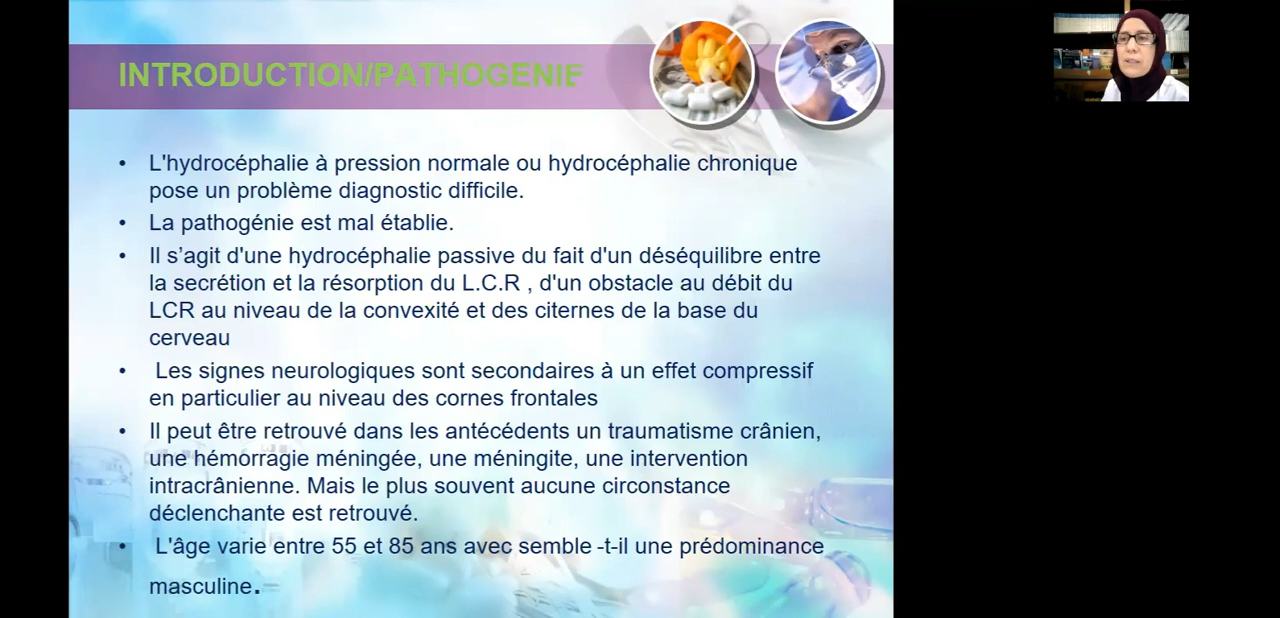 INTRODUCTION/PATHOGENIE
• L'hydrocéphalie à pression normale ou hydrocéphalie chronique
pose un problème diagnostic difficile.
• La pathogénie est mal établie.
• Il s’agit d'une hydrocéphalie passive du fait d'un déséquilibre entre
la secrétion et la résorption du L.C.R , d'un obstacle au débit du
LCR au niveau de la convexité et des citernes de la base du
cerveau
• Les signes neurologiques sont secondaires à un effet compressif
en particulier au niveau des cornes frontales
• Il peut être retrouvé dans les antécédents un traumatisme crânien,
une hémorragie méningée, une méningite, une intervention
intracrânienne. Mais le plus souvent aucune circonstance
déclenchante est retrouvé.
• L'âge varie entre 55 et 85 ans avec semble -t-il une prédominance
masculine.